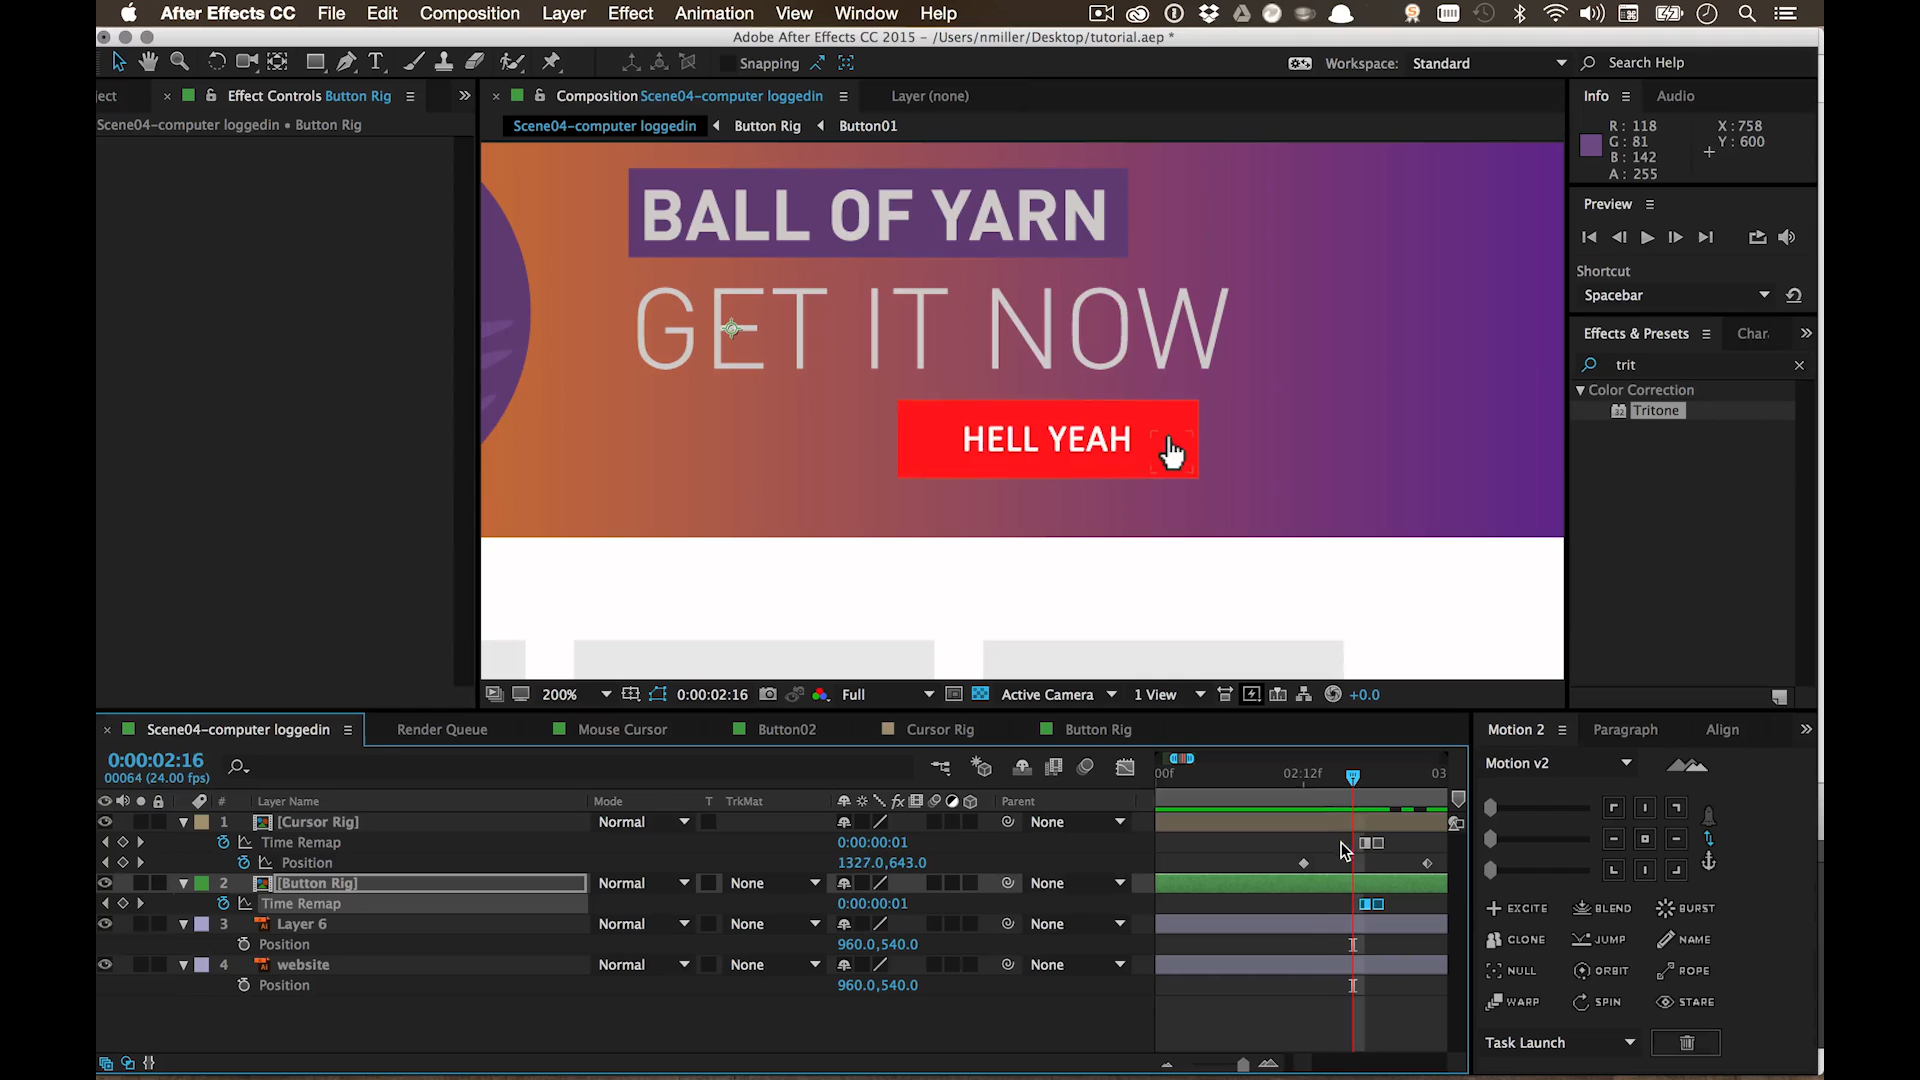 After Effects CC File Edit Composition Layer Effect Animation View Window Help
Adobe After Effects CC 2015 - /Users/nmiller/Desktop/tutorial.aep *
Snapping Workspace: Standard Search Help
ject Effect Controls Button Rig Composition Scene04-computer loggedin Layer (none) Info Audio
Scene04-computer loggedin • Button Rig
Scene04-computer loggedin Button Rig Button01
R: 118 X: 758
G: 81 Y: 600
B: 142
A: 255
Preview
Shortcut
Spacebar
Effects & Presets Char
trit
Color Correction
32 Tritone
BALL OF YARN
GET IT NOW
HELL YEAH
200% 0:00:02:16 Full Active Camera 1 View +0.0
Scene04-computer loggedin Render Queue Mouse Cursor Button02 Cursor Rig Button Rig
0:00:02:16
00064 (24.00 fps)
00f 02:12f 03
# Layer Name Mode T TrkMat fx Parent
1 [Cursor Rig] Normal None
Time Remap 0:00:00:01
Position 1327.0,643.0
2 [Button Rig] Normal None None
Time Remap 0:00:00:01
3 Layer 6 Normal None None
Position 960.0,540.0
4 website Normal None None
Position 960.0,540.0
Motion 2 Paragraph Align
Motion v2
EXCITE BLEND BURST
CLONE JUMP NAME
NULL ORBIT ROPE
WARP SPIN STARE
Task Launch